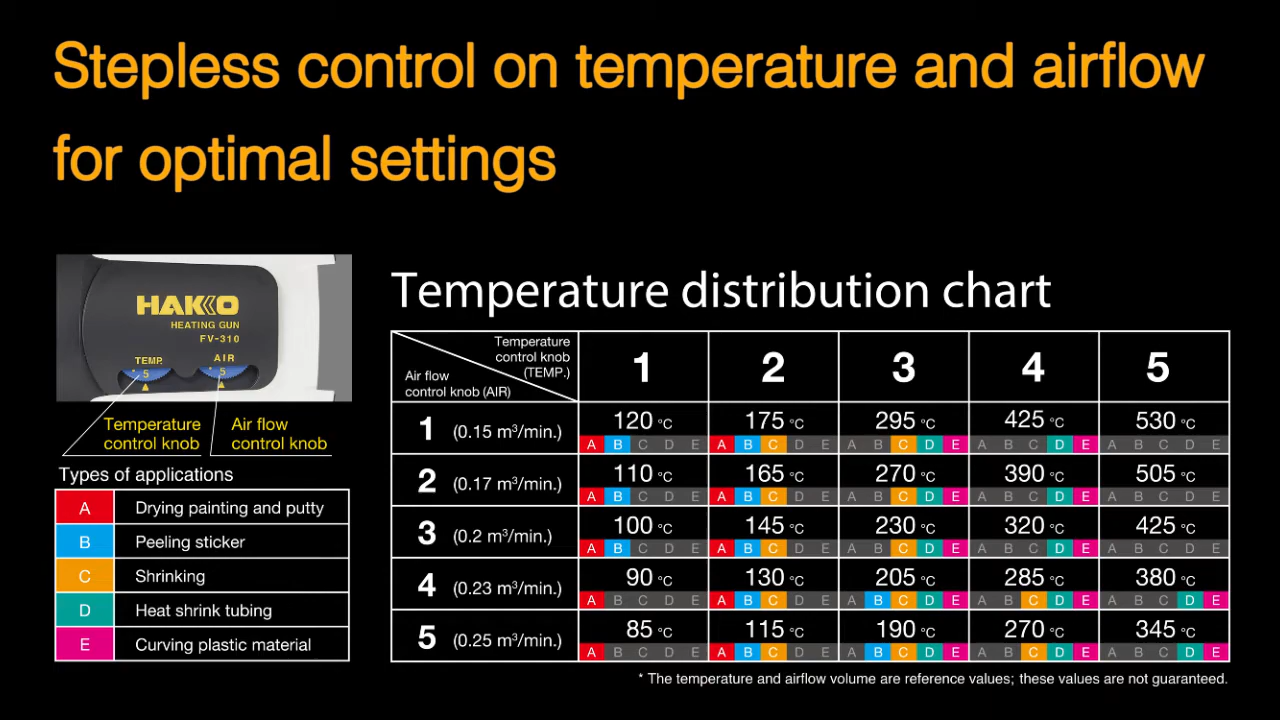 Stepless control on temperature and airflow
for optimal settings
HAKKO
HEATING GUN
FV-310
TEMP. AIR
5 5
Temperature
control knob
Air flow
control knob
Types of applications
A Drying painting and putty
B Peeling sticker
C Shrinking
D Heat shrink tubing
E Curving plastic material
Temperature distribution chart
Temperature
control knob
(TEMP.)
Air flow
control knob (AIR)
1 2 3 4 5
1 (0.15 m³/min.) 120 °C 175 °C 295 °C 425 °C 530 °C
A B C D E A B C D E A B C D E A B C D E A B C D E
2 (0.17 m³/min.) 110 °C 165 °C 270 °C 390 °C 505 °C
A B C D E A B C D E A B C D E A B C D E A B C D E
3 (0.2 m³/min.) 100 °C 145 °C 230 °C 320 °C 425 °C
A B C D E A B C D E A B C D E A B C D E A B C D E
4 (0.23 m³/min.) 90 °C 130 °C 205 °C 285 °C 380 °C
A B C D E A B C D E A B C D E A B C D E A B C D E
5 (0.25 m³/min.) 85 °C 115 °C 190 °C 270 °C 345 °C
A B C D E A B C D E A B C D E A B C D E A B C D E
* The temperature and airflow volume are reference values; these values are not guaranteed.